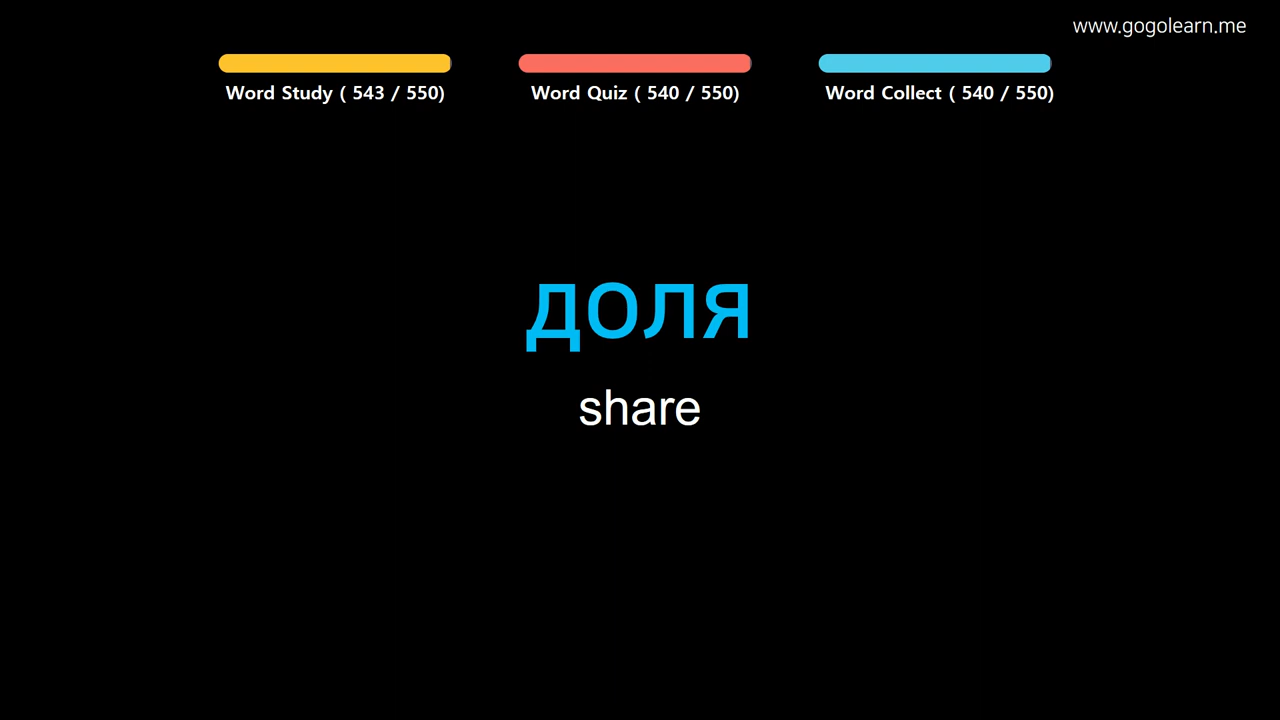 www.gogolearn.me
Word Study ( 543 / 550)
Word Quiz ( 540 / 550)
Word Collect ( 540 / 550)
доля
share